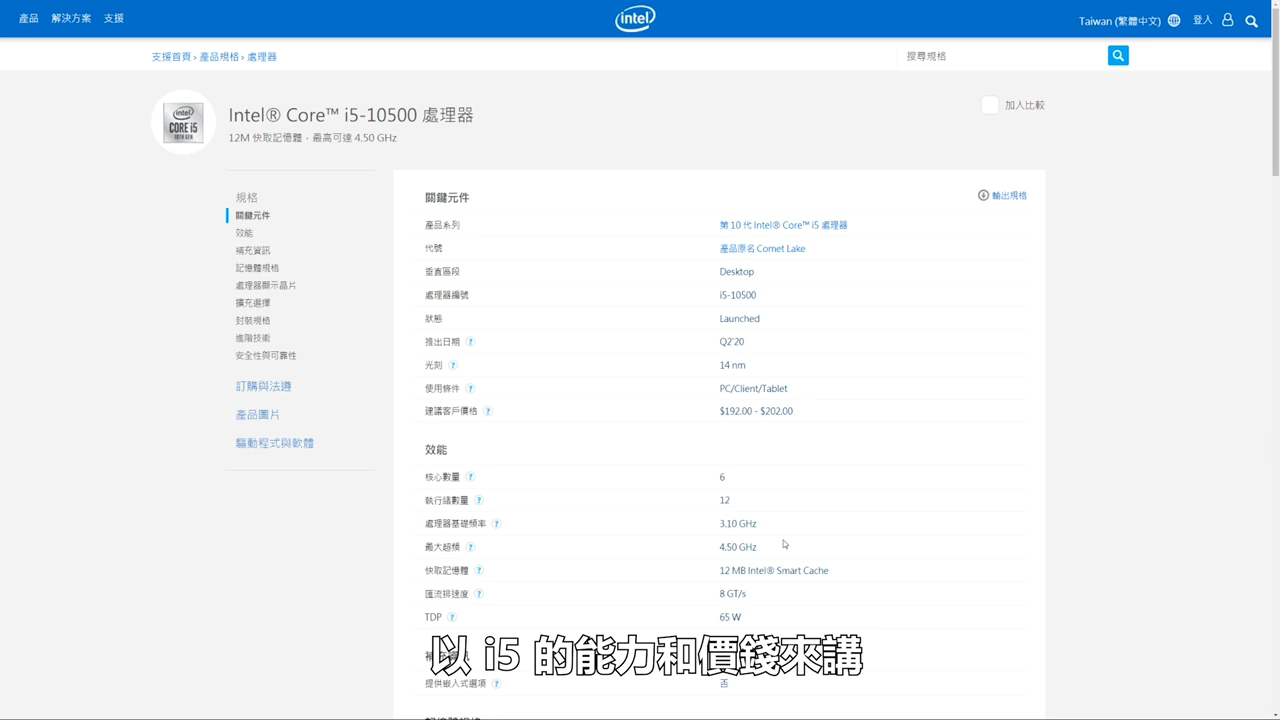 產品 解決方案 支援
intel
Taiwan (繁體中文) 登入
支援首頁 › 產品規格 › 處理器
搜尋規格
intel
CORE i5
10TH GEN
Intel® Core™ i5-10500 處理器
12M 快取記憶體，最高可達 4.50 GHz
加入比較
規格
關鍵元件
效能
補充資訊
記憶體規格
處理器顯示晶片
擴充選擇
封裝規格
進階技術
安全性與可靠性
訂購與法遵
產品圖片
驅動程式與軟體
關鍵元件
輸出規格
產品系列 第 10 代 Intel® Core™ i5 處理器
代號 產品原名 Comet Lake
垂直區段 Desktop
處理器編號 i5-10500
狀態 Launched
推出日期 ? Q2'20
光刻 ? 14 nm
使用條件 ? PC/Client/Tablet
建議客戶價格 ? $192.00 - $202.00
效能
核心數量 ? 6
執行緒數量 ? 12
處理器基礎頻率 ? 3.10 GHz
最大超頻 ? 4.50 GHz
快取記憶體 ? 12 MB Intel® Smart Cache
匯流排速度 ? 8 GT/s
TDP ? 65 W
以 i5 的能力和價錢來講
提供嵌入式選項 ? 否